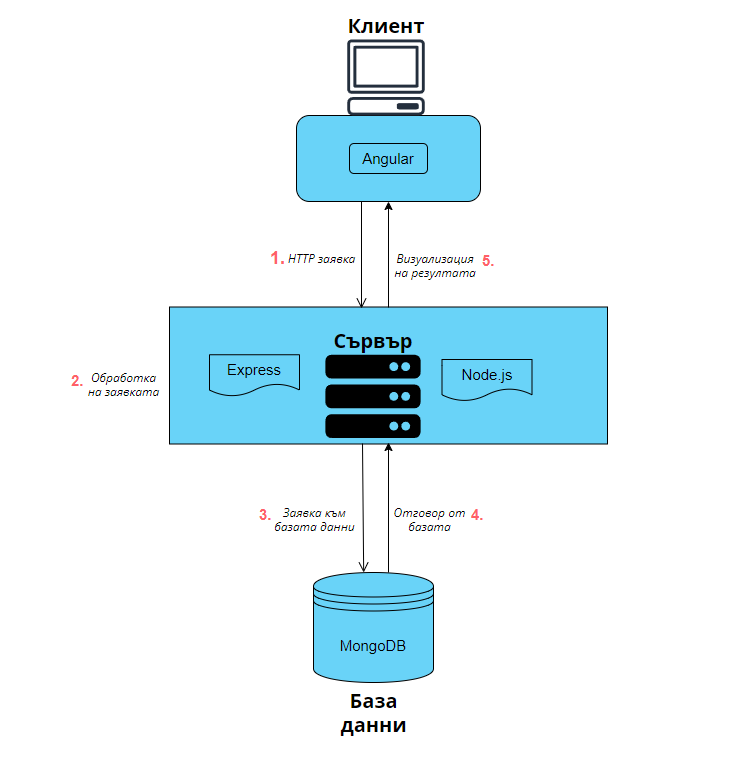 Клиент
Angular
1. HTTP заявка
Визуализация 5.
на резултата
Сървър
Express
Node.js
2. Обработка
на заявката
3. Заявка към
базата данни
Отговор от 4.
базата
MongoDB
База
данни